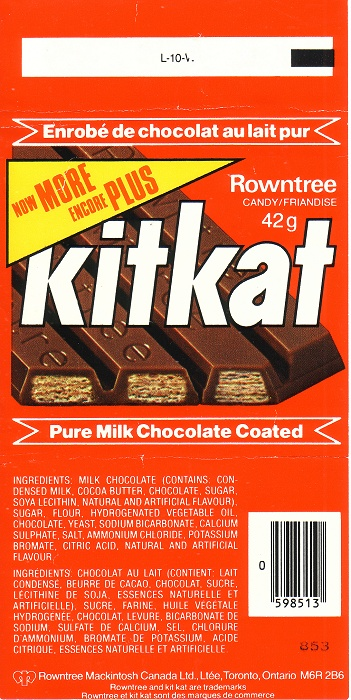 L-10-V.
Enrobé de chocolat au lait pur
NOW MORE
ENCORE PLUS
Rowntree
CANDY/FRIANDISE
42 g
kitkat
Pure Milk Chocolate Coated
INGREDIENTS: MILK CHOCOLATE (CONTAINS: CON-
DENSED MILK, COCOA BUTTER, CHOCOLATE, SUGAR,
SOYA LECITHIN, NATURAL AND ARTIFICIAL FLAVOUR),
SUGAR, FLOUR, HYDROGENATED VEGETABLE OIL,
CHOCOLATE, YEAST, SODIUM BICARBONATE, CALCIUM
SULPHATE, SALT, AMMONIUM CHLORIDE, POTASSIUM
BROMATE, CITRIC ACID, NATURAL AND ARTIFICIAL
FLAVOUR.
INGRÉDIENTS: CHOCOLAT AU LAIT (CONTIENT: LAIT
CONDENSÉ, BEURRE DE CACAO, CHOCOLAT, SUCRE,
LÉCITHINE DE SOJA, ESSENCES NATURELLE ET
ARTIFICIELLE), SUCRE, FARINE, HUILE VÉGÉTALE
HYDROGÉNÉE, CHOCOLAT, LEVURE, BICARBONATE DE
SODIUM, SULFATE DE CALCIUM, SEL, CHLORURE
D'AMMONIUM, BROMATE DE POTASSIUM, ACIDE
CITRIQUE, ESSENCES NATURELLE ET ARTIFICIELLE.
0
598513
853
Rowntree Mackintosh Canada Ltd., Ltée, Toronto, Ontario M6R 2B6
Rowntree and kit kat are trademarks
Rowntree et kit kat sont des marques de commerce